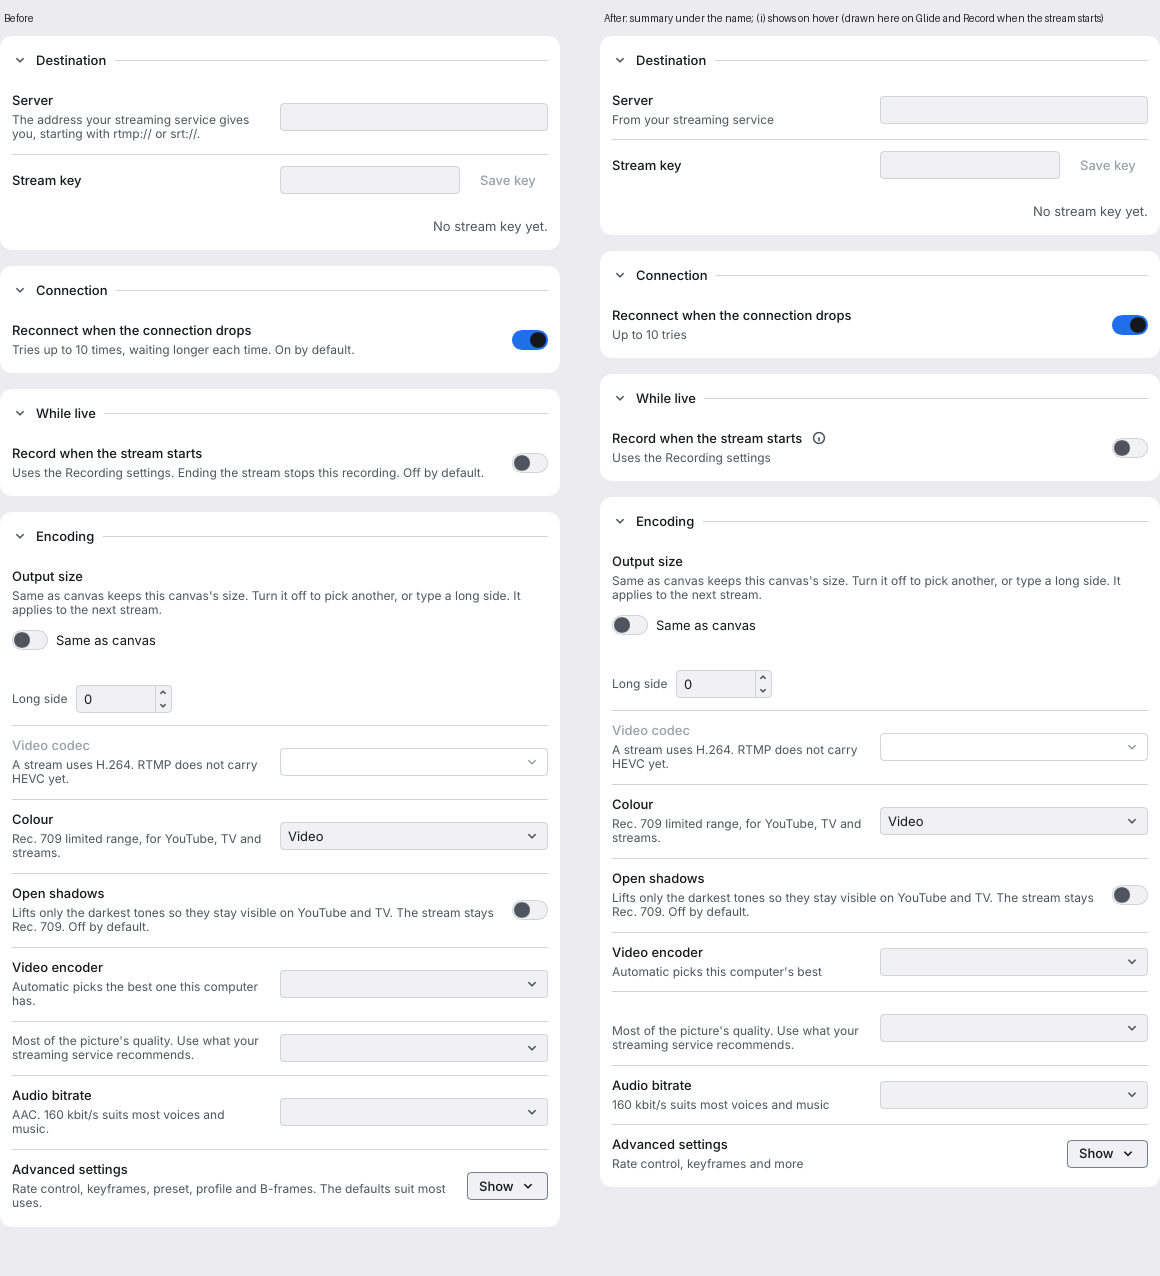 Before
Destination
Server
The address your streaming service gives
you, starting with rtmp:// or srt://.
Stream key
Save key
No stream key yet.
Connection
Reconnect when the connection drops
Tries up to 10 times, waiting longer each time. On by default.
While live
Record when the stream starts
Uses the Recording settings. Ending the stream stops this recording. Off by default.
Encoding
Output size
Same as canvas keeps this canvas's size. Turn it off to pick another, or type a long side. It
applies to the next stream.
Same as canvas
Long side 0
Video codec
A stream uses H.264. RTMP does not carry
HEVC yet.
Colour
Rec. 709 limited range, for YouTube, TV and
streams.
Video
Open shadows
Lifts only the darkest tones so they stay visible on YouTube and TV. The stream stays
Rec. 709. Off by default.
Video encoder
Automatic picks the best one this computer
has.
Most of the picture's quality. Use what your
streaming service recommends.
Audio bitrate
AAC. 160 kbit/s suits most voices and
music.
Advanced settings
Rate control, keyframes, preset, profile and B-frames. The defaults suit most
uses.
Show
After: summary under the name; (i) shows on hover (drawn here on Glide and Record when the stream starts)
Destination
Server
From your streaming service
Stream key
Save key
No stream key yet.
Connection
Reconnect when the connection drops
Up to 10 tries
While live
Record when the stream starts
Uses the Recording settings
Encoding
Output size
Same as canvas keeps this canvas's size. Turn it off to pick another, or type a long side. It
applies to the next stream.
Same as canvas
Long side 0
Video codec
A stream uses H.264. RTMP does not carry
HEVC yet.
Colour
Rec. 709 limited range, for YouTube, TV and
streams.
Video
Open shadows
Lifts only the darkest tones so they stay visible on YouTube and TV. The stream stays
Rec. 709. Off by default.
Video encoder
Automatic picks this computer's best
Most of the picture's quality. Use what your
streaming service recommends.
Audio bitrate
160 kbit/s suits most voices and music
Advanced settings
Rate control, keyframes and more
Show